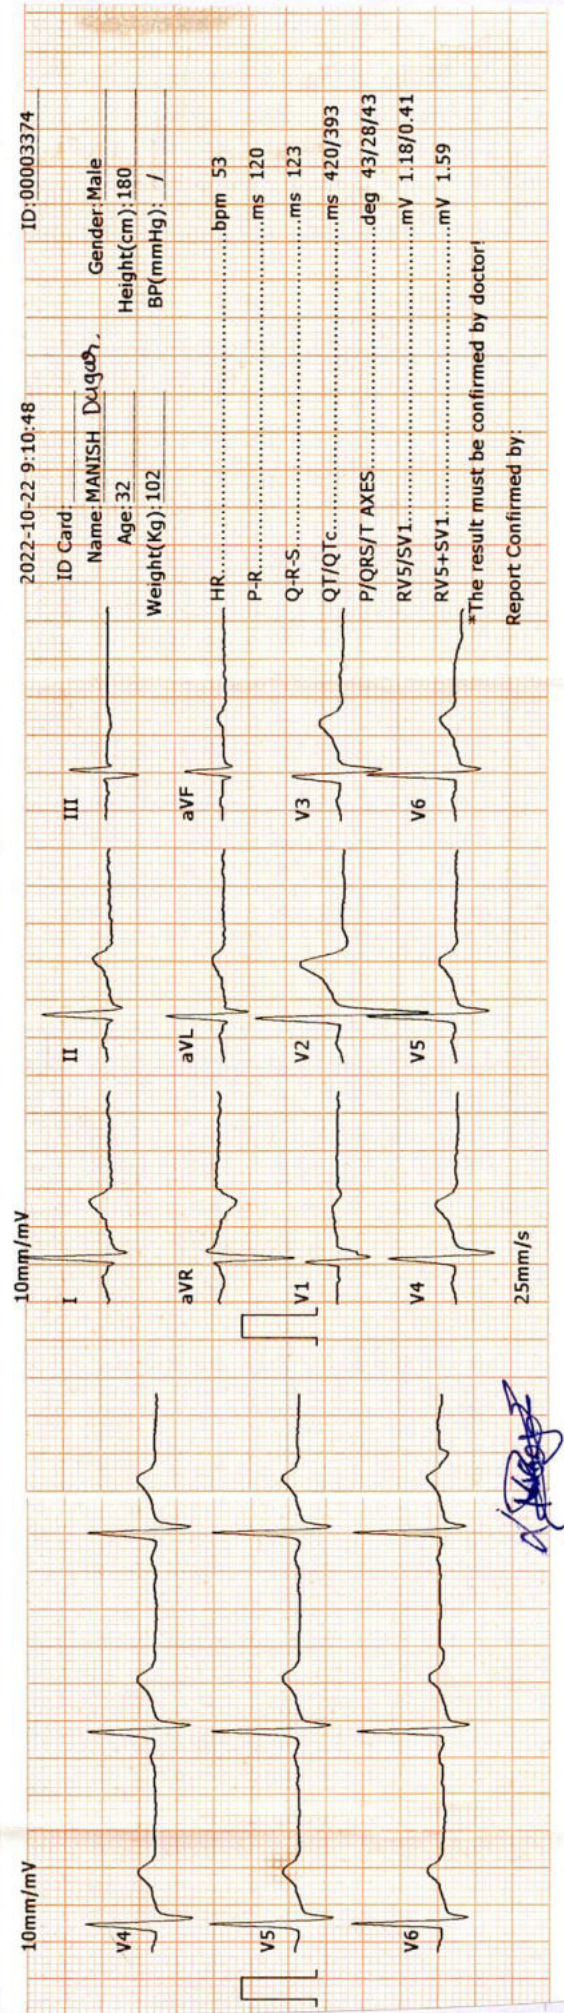 10mm/mV
V4
V5
V6
10mm/mV
I
II
III
aVR
aVL
aVF
V1
V2
V3
V4
V5
V6
25mm/s
2022-10-22 9:10:48 ID:00003374
ID Card:
Name:MANISH Dugar,
Gender:Male
Age:32
Height(cm):180
Weight(Kg):102
BP(mmHg): /
HR..............................bpm 53
P-R..............................ms 120
Q-R-S..............................ms 123
QT/QTc..............................ms 420/393
P/QRS/T AXES..............................deg 43/28/43
RV5/SV1..............................mV 1.18/0.41
RV5+SV1..............................mV 1.59
*The result must be confirmed by doctor!
Report Confirmed by: